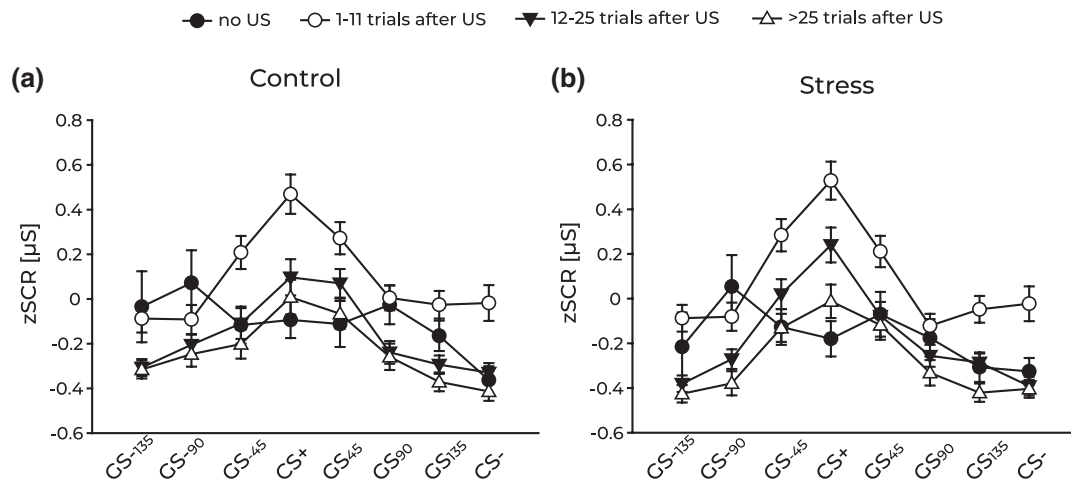 no US 1-11 trials after US 12-25 trials after US >25 trials after US
(a) Control
zSCR [µS]
0.8
0.6
0.4
0.2
0
-0.2
-0.4
-0.6
GS-135 GS-90 GS-45 CS+ GS45 GS90 GS135 CS-
(b) Stress
zSCR [µS]
0.8
0.6
0.4
0.2
0
-0.2
-0.4
-0.6
GS-135 GS-90 GS-45 CS+ GS45 GS90 GS135 CS-